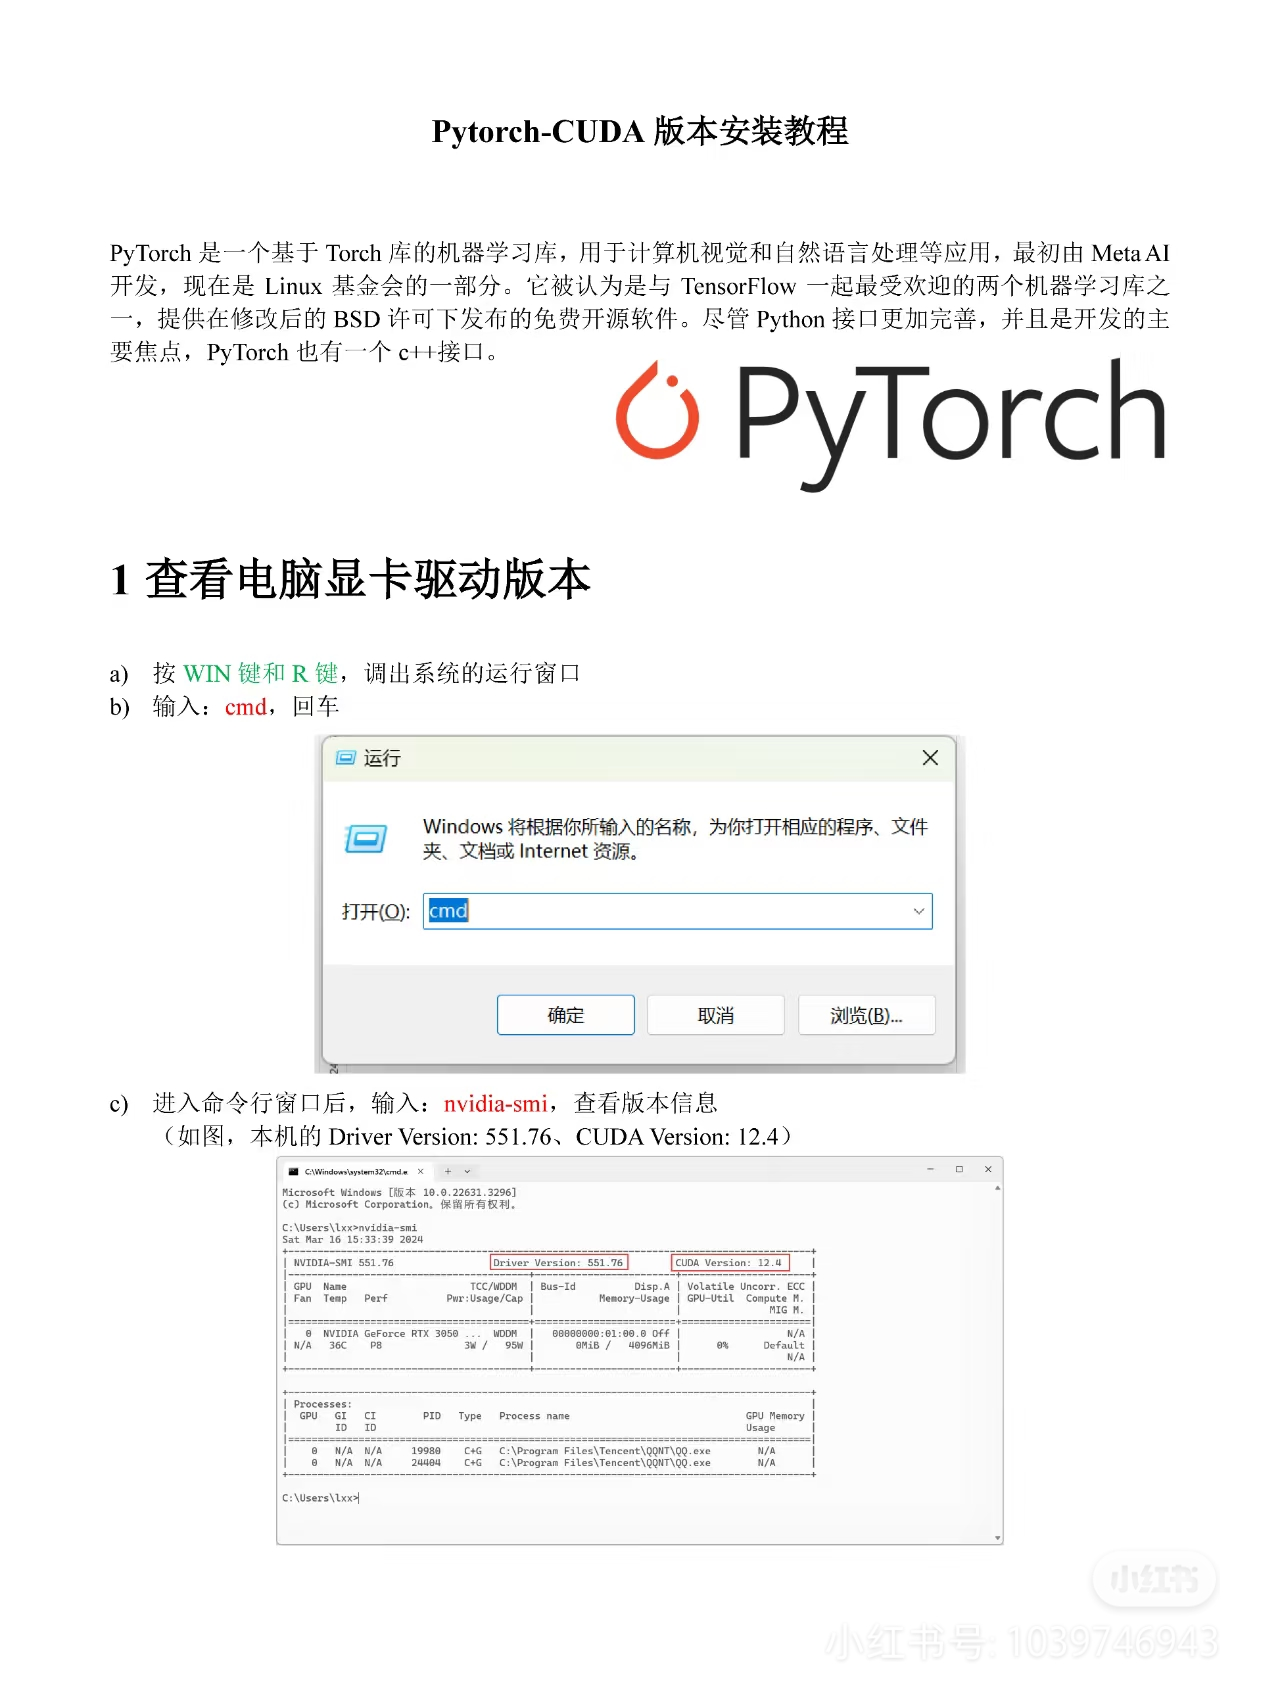 Pytorch-CUDA 版本安装教程
PyTorch 是一个基于 Torch 库的机器学习库，用于计算机视觉和自然语言处理等应用，最初由 Meta AI
开发，现在是 Linux 基金会的一部分。它被认为是与 TensorFlow 一起最受欢迎的两个机器学习库之
一，提供在修改后的 BSD 许可下发布的免费开源软件。尽管 Python 接口更加完善，并且是开发的主
要焦点，PyTorch 也有一个 c++接口。
PyTorch
1 查看电脑显卡驱动版本
a) 按 WIN 键和 R 键，调出系统的运行窗口
b) 输入：cmd，回车
运行
Windows 将根据你所输入的名称，为你打开相应的程序、文件
夹、文档或 Internet 资源。
打开(O): cmd
确定 取消 浏览(B)...
24
c) 进入命令行窗口后，输入：nvidia-smi，查看版本信息
（如图，本机的 Driver Version: 551.76、CUDA Version: 12.4）
C:\Windows\system32\cmd.e
Microsoft Windows [版本 10.0.22631.3296]
(c) Microsoft Corporation。保留所有权利。
C:\Users\lxx>nvidia-smi
Sat Mar 16 15:33:39 2024
NVIDIA-SMI 551.76 Driver Version: 551.76 CUDA Version: 12.4
GPU Name TCC/WDDM | Bus-Id Disp.A | Volatile Uncorr. ECC
Fan Temp Perf Pwr:Usage/Cap | Memory-Usage | GPU-Util Compute M.
MIG M.
0 NVIDIA GeForce RTX 3050 ... WDDM | 00000000:01:00.0 Off | N/A
N/A 36C P8 3W / 95W | 0MiB / 4096MiB | 0% Default
N/A
Processes:
GPU GI CI PID Type Process name GPU Memory
ID ID Usage
0 N/A N/A 19980 C+G C:\Program Files\Tencent\QQNT\QQ.exe N/A
0 N/A N/A 24404 C+G C:\Program Files\Tencent\QQNT\QQ.exe N/A
C:\Users\lxx>
小红书
小红书号: 1039746943